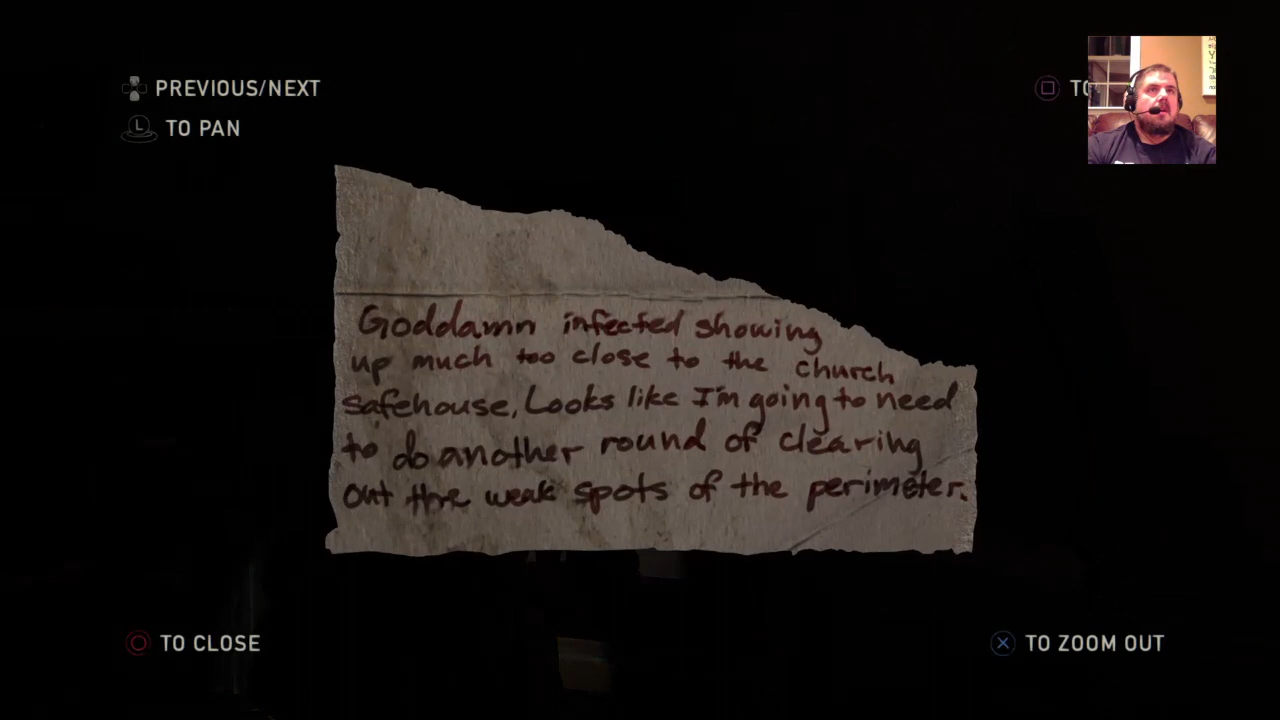 PREVIOUS/NEXT
L TO PAN
TO
Goddamn infected showing
up much too close to the church
safehouse, Looks like I'm going to need
to do another round of clearing
out the weak spots of the perimeter.
TO CLOSE
TO ZOOM OUT